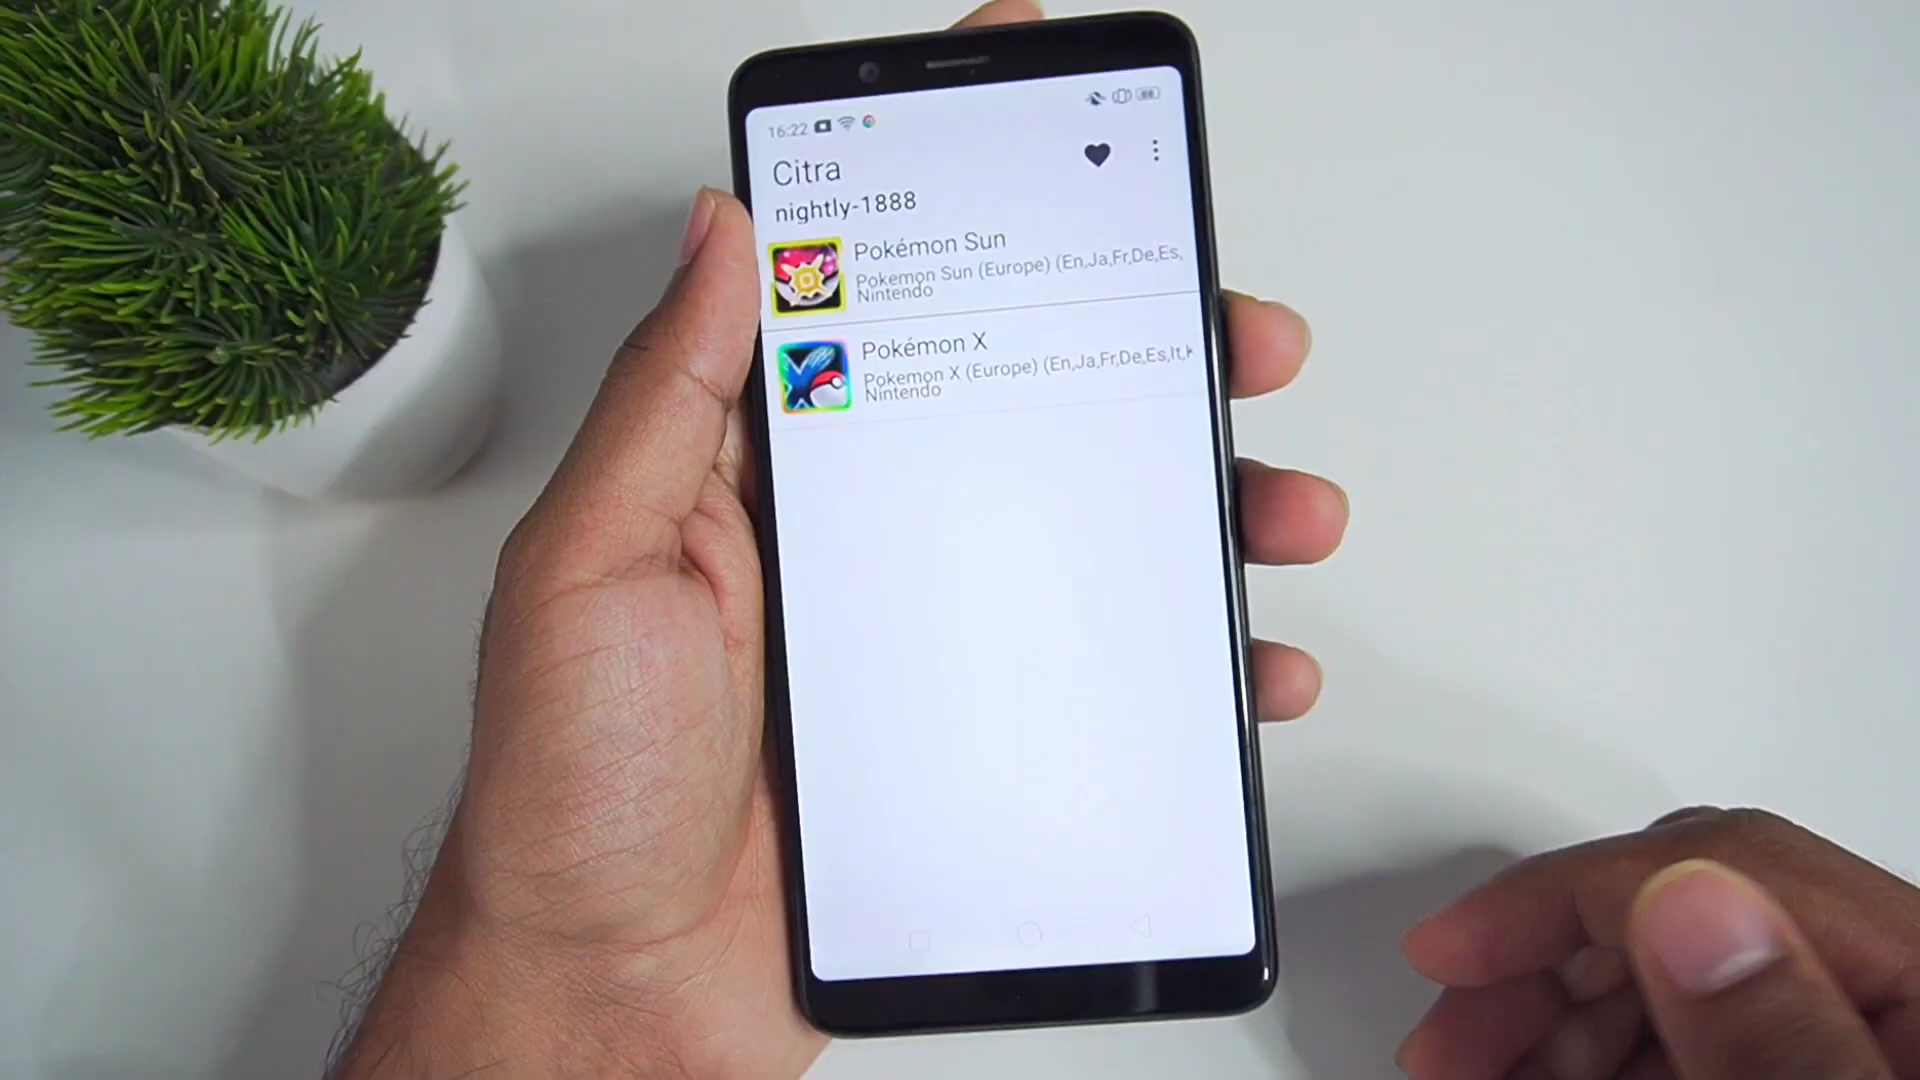 16:22
Citra
nightly-1888
Pokémon Sun
Pokemon Sun (Europe) (En,Ja,Fr,De,Es,
Nintendo
Pokémon X
Pokemon X (Europe) (En,Ja,Fr,De,Es,It,K
Nintendo